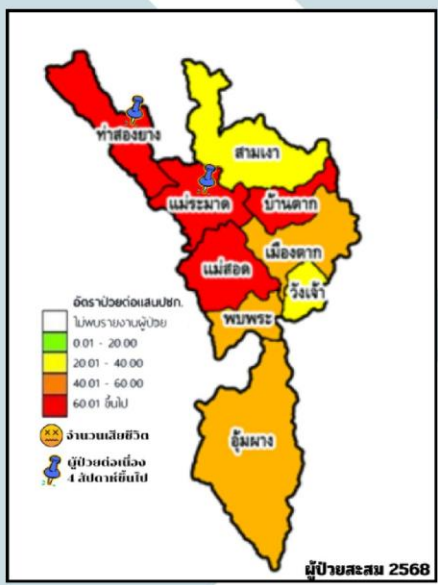 ท่าสองยาง
สามเงา
แม่ระมาด
บ้านตาก
เมืองตาก
แม่สอด
วังเจ้า
พบพระ
อุ้มผาง
อัตราป่วยต่อแสนปชก.
ไม่พบรายงานผู้ป่วย
0.01 - 20.00
20.01 - 40.00
40.01 - 60.00
60.01 ขึ้นไป
จำนวนเสียชีวิต
ผู้ป่วยต่อเนื่อง
4 สัปดาห์ขึ้นไป
ผู้ป่วยสะสม 2568